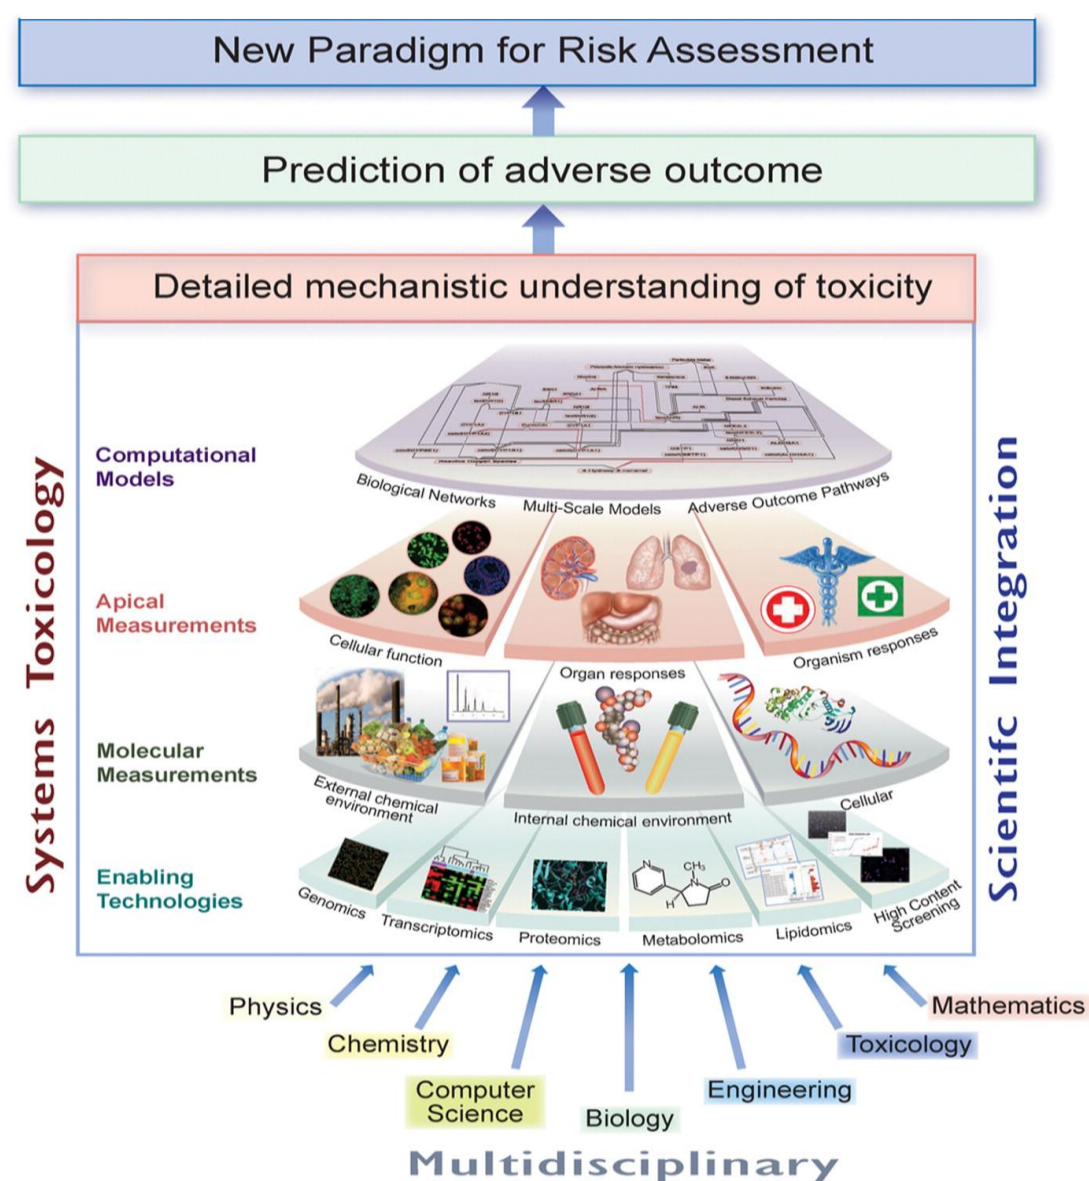 New Paradigm for Risk Assessment
Prediction of adverse outcome
Detailed mechanistic understanding of toxicity
Systems Toxicology
Scientifc Integration
Computational
Models
Biological Networks
Multi-Scale Models
Adverse Outcome Pathways
Apical
Measurements
Cellular function
Organ responses
Organism responses
Molecular
Measurements
External chemical
environment
Internal chemical environment
Cellular
Enabling
Technologies
Genomics
Transcriptomics
Proteomics
N
CH₃
N
O
H
Metabolomics
Lipidomics
High Content
Screening
Physics
Chemistry
Computer
Science
Biology
Engineering
Toxicology
Mathematics
Multidisciplinary